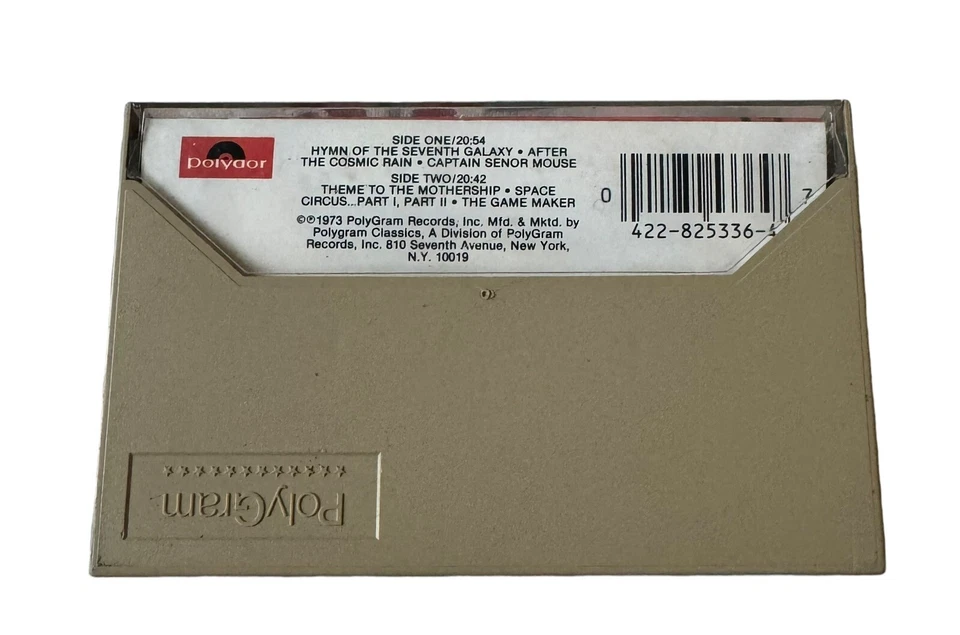 polydor
SIDE ONE/20:54
HYMN OF THE SEVENTH GALAXY • AFTER
THE COSMIC RAIN • CAPTAIN SENOR MOUSE
SIDE TWO/20:42
THEME TO THE MOTHERSHIP • SPACE
CIRCUS...PART I, PART II • THE GAME MAKER
©℗1973 PolyGram Records, Inc. Mfd. & Mktd. by
Polygram Classics, A Division of PolyGram
Records, Inc. 810 Seventh Avenue, New York,
N.Y. 10019
0 7
422-825336-4
PolyGram